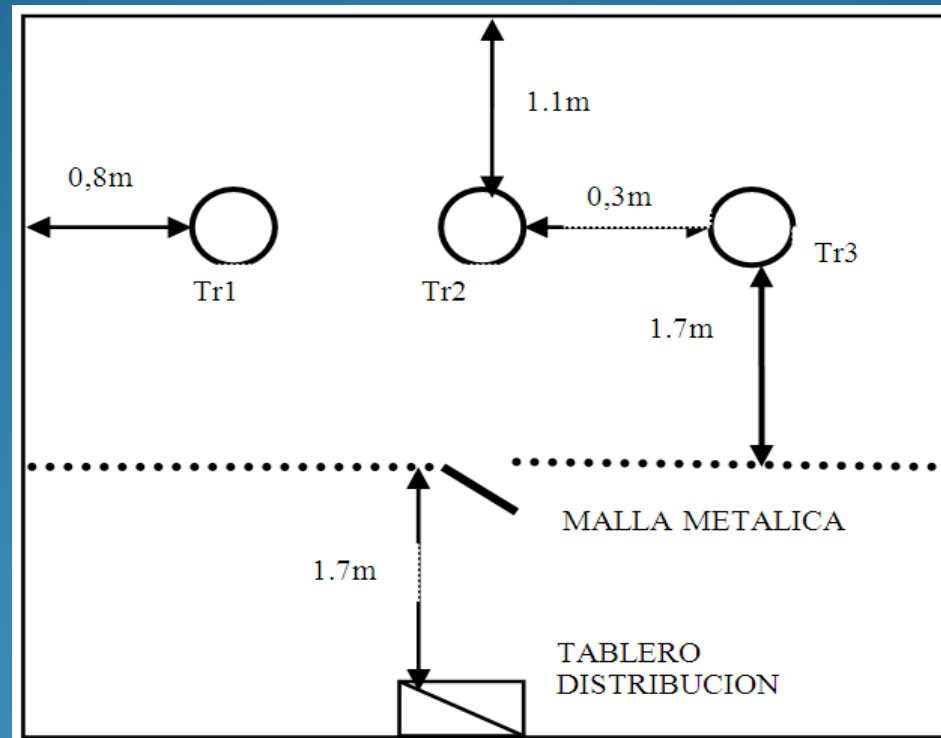 1.1m
0,8m
0,3m
Tr1
Tr2
Tr3
1.7m
MALLA METALICA
1.7m
TABLERO
DISTRIBUCION